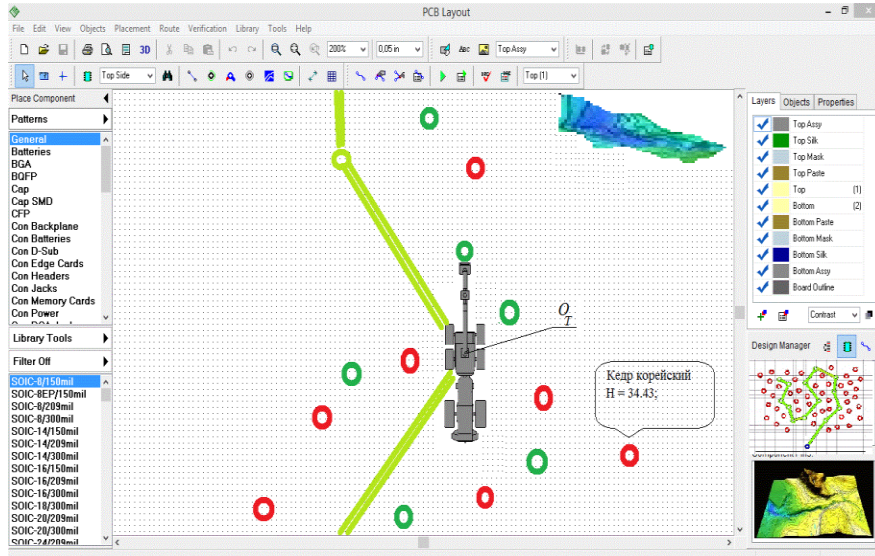 PCB Layout
File Edit View Objects Placement Route Verification Library Tools Help
3D
200%
0,05 in
Abc
Top Assy
Top Side
Top (1)
Place Component
Patterns
General
Batteries
BGA
BQFP
Cap
Cap SMD
CFP
Con Backplane
Con Batteries
Con D-Sub
Con Edge Cards
Con Headers
Con Jacks
Con Memory Cards
Con Power
Library Tools
Filter Off
SOIC-8/150mil
SOIC-8EP/150mil
SOIC-8/209mil
SOIC-8/300mil
SOIC-14/150mil
SOIC-14/209mil
SOIC-14/300mil
SOIC-16/150mil
SOIC-16/209mil
SOIC-16/300mil
SOIC-18/300mil
SOIC-20/209mil
SOIC-20/300mil
SOIC-24/209mil
O
T
Кедр корейский
H = 34.43;
Layers Objects Properties
Top Assy
Top Silk
Top Mask
Top Paste
Top (1)
Bottom (2)
Bottom Paste
Bottom Mask
Bottom Silk
Bottom Assy
Board Outline
Contrast
Design Manager